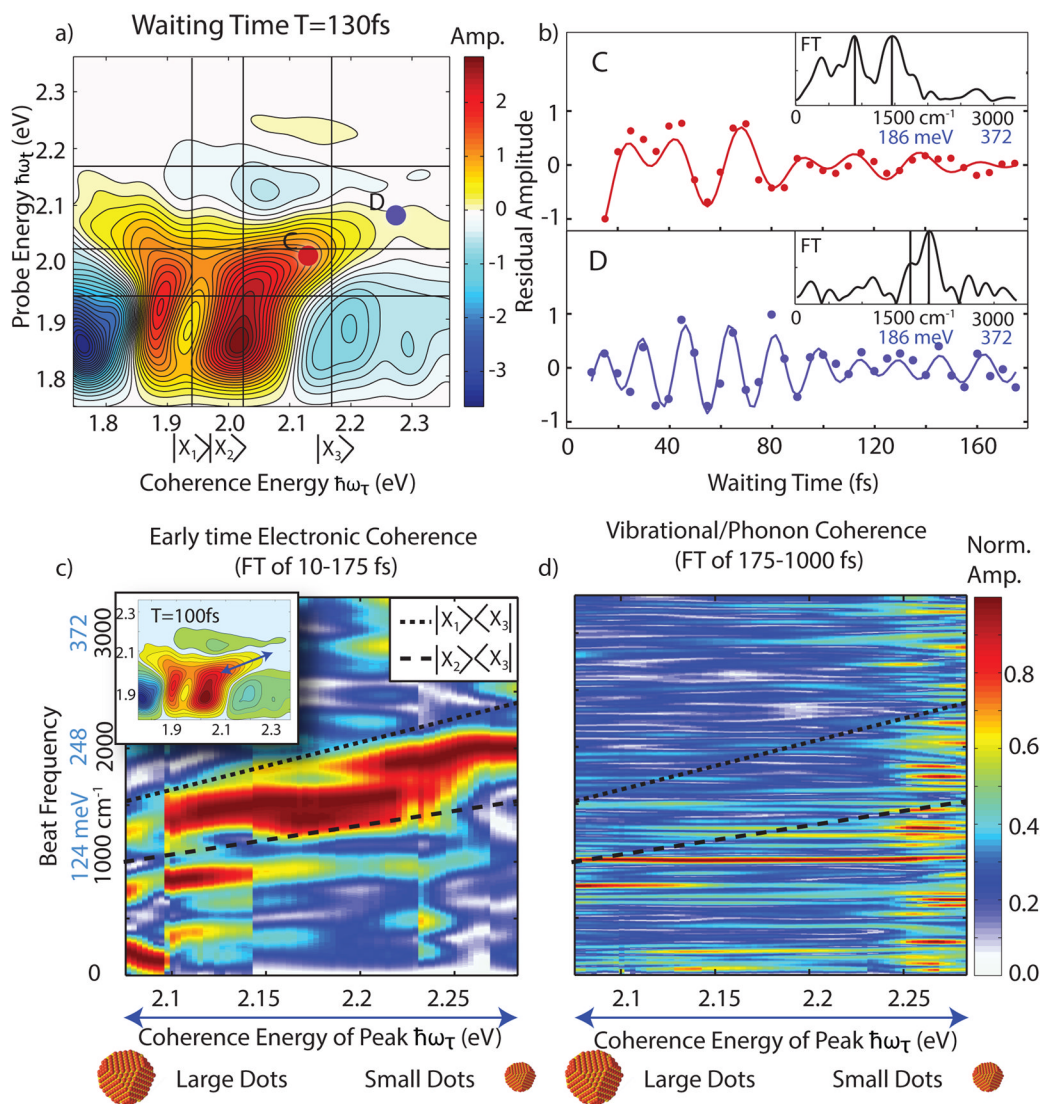 a)
Waiting Time T=130fs
Amp.
Probe Energy ħωt (eV)
2.3
2.2
2.1
2.0
1.9
1.8
1.8
1.9
2.0
2.1
2.2
2.3
|X1>|X2>
|X3>
Coherence Energy ħωτ (eV)
C
D
2
1
0
-1
-2
-3
b)
C
FT
0
1500 cm-1
3000
186 meV
372
1
0
-1
Residual Amplitude
D
FT
0
1500 cm-1
3000
186 meV
372
1
0
-1
0
40
80
120
160
Waiting Time (fs)
Early time Electronic Coherence
(FT of 10-175 fs)
c)
T=100fs
2.3
2.1
1.9
1.9
2.1
2.3
|X1><X3|
|X2><X3|
Beat Frequency
372
3000
248
2000
124 meV
1000 cm-1
0
2.1
2.15
2.2
2.25
Coherence Energy of Peak ħωτ (eV)
Large Dots
Small Dots
Vibrational/Phonon Coherence
(FT of 175-1000 fs)
d)
Norm.
Amp.
0.8
0.6
0.4
0.2
0.0
2.1
2.15
2.2
2.25
Coherence Energy of Peak ħωτ (eV)
Large Dots
Small Dots